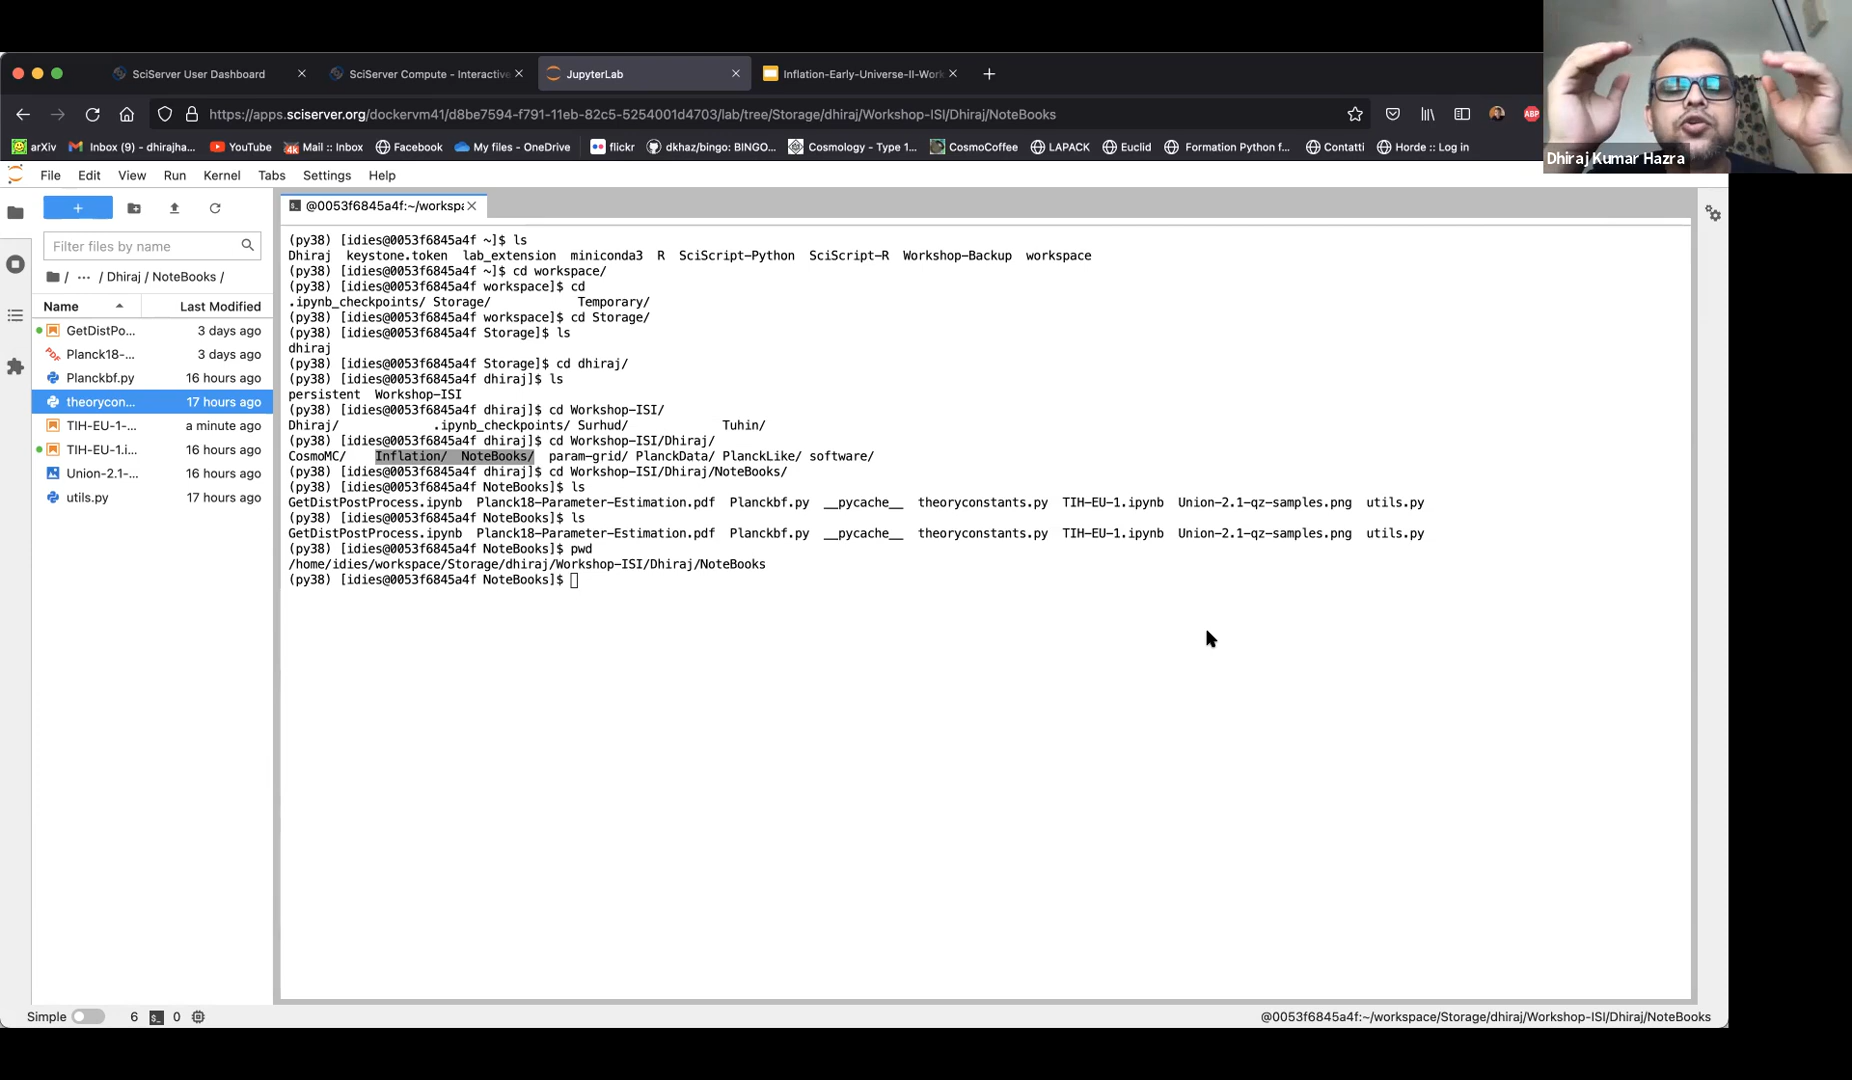 SciServer User Dashboard
SciServer Compute - Interactive
JupyterLab
Inflation-Early-Universe-II-Work
https://apps.sciserver.org/dockervm41/d8be7594-f791-11eb-82c5-5254001d4703/lab/tree/Storage/dhiraj/Workshop-ISI/Dhiraj/NoteBooks
ABP
arXiv Inbox (9) - dhirajha... YouTube Mail :: Inbox Facebook My files - OneDrive flickr dkhaz/bingo: BINGO... Cosmology - Type 1... CosmoCoffee LAPACK Euclid Formation Python f... Contatti Horde :: Log in
Dhiraj Kumar Hazra
File Edit View Run Kernel Tabs Settings Help
@0053f6845a4f:~/workspa
Filter files by name
/ ... / Dhiraj / NoteBooks /
Name Last Modified
GetDistPo... 3 days ago
Planck18-... 3 days ago
Planckbf.py 16 hours ago
theorycon... 17 hours ago
TIH-EU-1-... a minute ago
TIH-EU-1.i... 16 hours ago
Union-2.1-... 16 hours ago
utils.py 17 hours ago
(py38) [idies@0053f6845a4f ~]$ ls
Dhiraj keystone.token lab_extension miniconda3 R SciScript-Python SciScript-R Workshop-Backup workspace
(py38) [idies@0053f6845a4f ~]$ cd workspace/
(py38) [idies@0053f6845a4f workspace]$ cd
.ipynb_checkpoints/ Storage/ Temporary/
(py38) [idies@0053f6845a4f workspace]$ cd Storage/
(py38) [idies@0053f6845a4f Storage]$ ls
dhiraj
(py38) [idies@0053f6845a4f Storage]$ cd dhiraj/
(py38) [idies@0053f6845a4f dhiraj]$ ls
persistent Workshop-ISI
(py38) [idies@0053f6845a4f dhiraj]$ cd Workshop-ISI/
Dhiraj/ .ipynb_checkpoints/ Surhud/ Tuhin/
(py38) [idies@0053f6845a4f dhiraj]$ cd Workshop-ISI/Dhiraj/
CosmoMC/ Inflation/ NoteBooks/ param-grid/ PlanckData/ PlanckLike/ software/
(py38) [idies@0053f6845a4f dhiraj]$ cd Workshop-ISI/Dhiraj/NoteBooks/
(py38) [idies@0053f6845a4f NoteBooks]$ ls
GetDistPostProcess.ipynb Planck18-Parameter-Estimation.pdf Planckbf.py __pycache__ theoryconstants.py TIH-EU-1.ipynb Union-2.1-qz-samples.png utils.py
(py38) [idies@0053f6845a4f NoteBooks]$ ls
GetDistPostProcess.ipynb Planck18-Parameter-Estimation.pdf Planckbf.py __pycache__ theoryconstants.py TIH-EU-1.ipynb Union-2.1-qz-samples.png utils.py
(py38) [idies@0053f6845a4f NoteBooks]$ pwd
/home/idies/workspace/Storage/dhiraj/Workshop-ISI/Dhiraj/NoteBooks
(py38) [idies@0053f6845a4f NoteBooks]$
Simple 6 $_ 0
@0053f6845a4f:~/workspace/Storage/dhiraj/Workshop-ISI/Dhiraj/NoteBooks